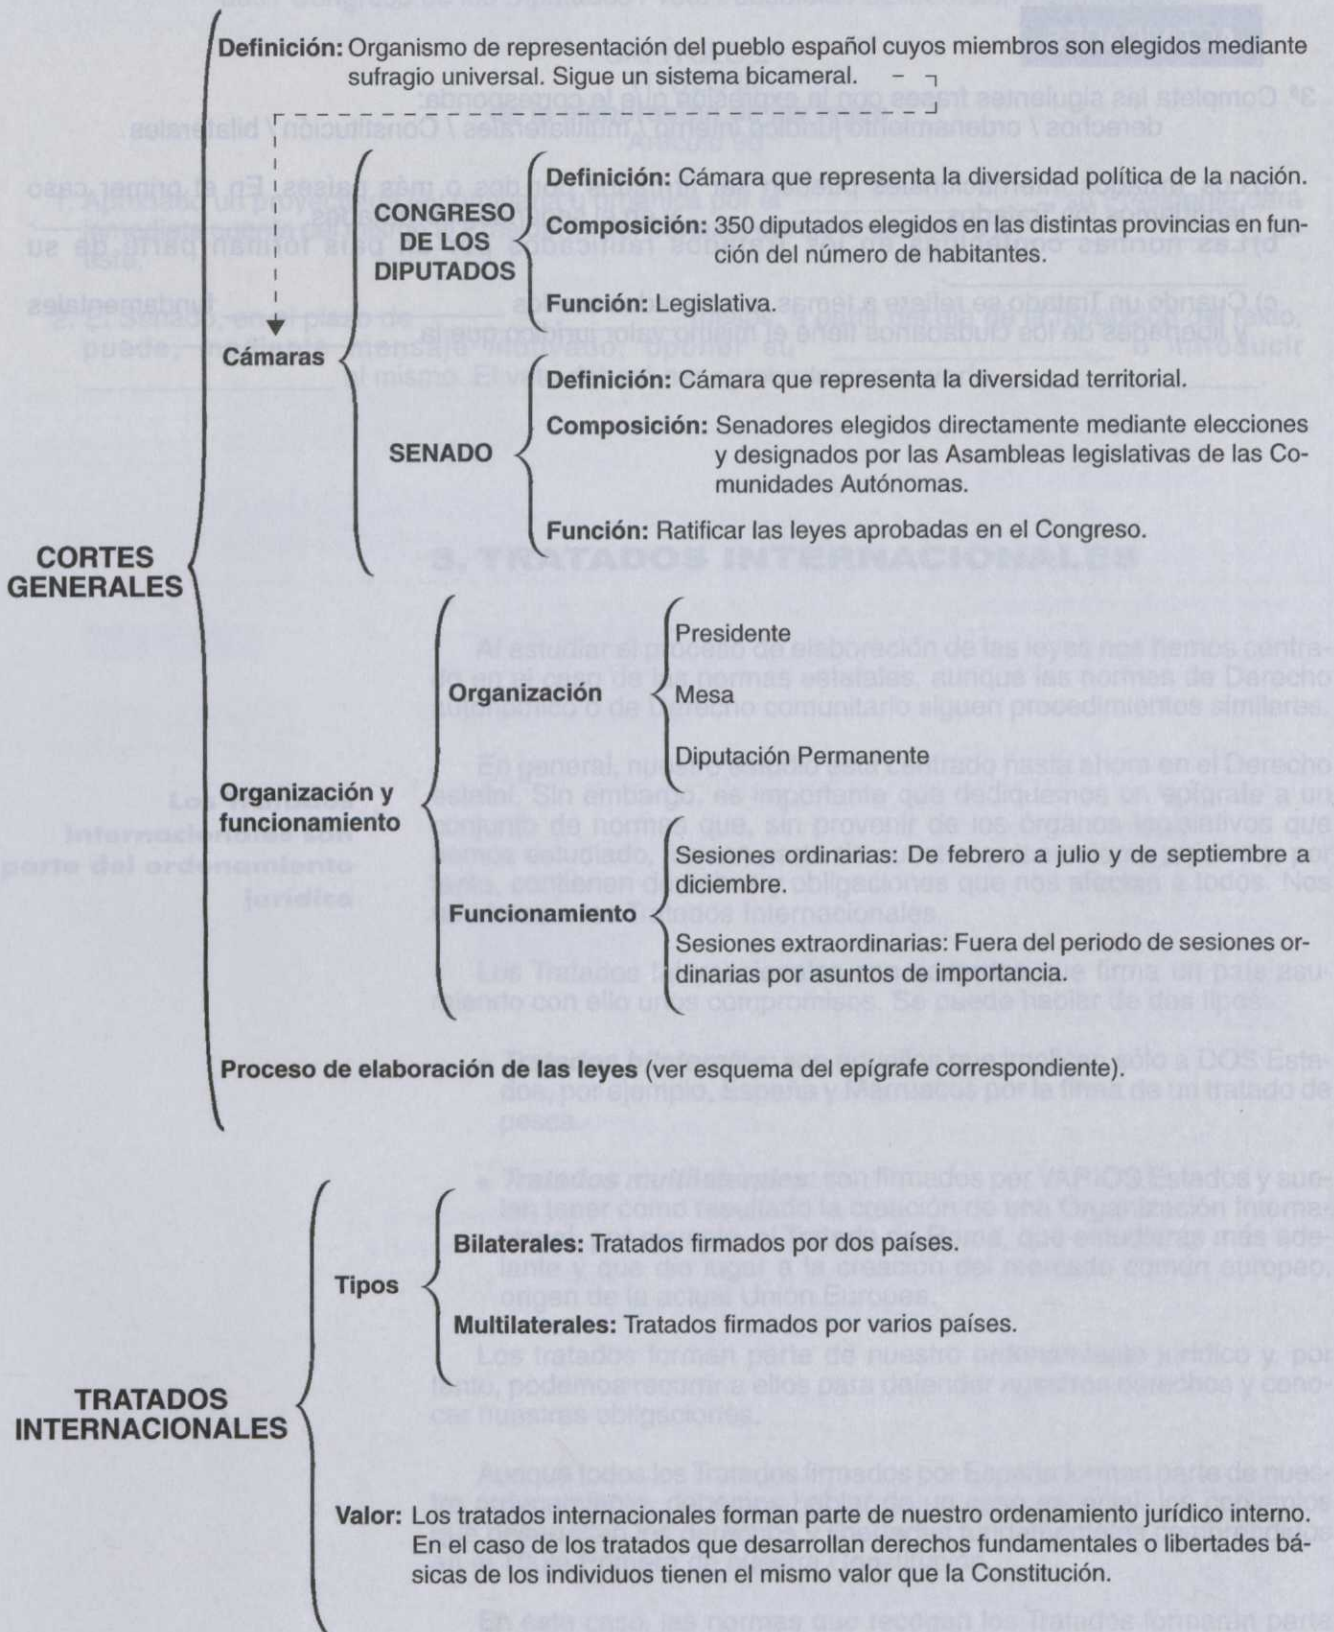 Definición: Organismo de representación del pueblo español cuyos miembros son elegidos mediante
sufragio universal. Sigue un sistema bicameral.
CONGRESO
DE LOS
DIPUTADOS
Definición: Cámara que representa la diversidad política de la nación.
Composición: 350 diputados elegidos en las distintas provincias en fun-
ción del número de habitantes.
Función: Legislativa.
Cámaras
SENADO
Definición: Cámara que representa la diversidad territorial.
Composición: Senadores elegidos directamente mediante elecciones
y designados por las Asambleas legislativas de las Co-
munidades Autónomas.
Función: Ratificar las leyes aprobadas en el Congreso.
CORTES
GENERALES
Organización y
funcionamiento
Organización
Presidente
Mesa
Diputación Permanente
Funcionamiento
Sesiones ordinarias: De febrero a julio y de septiembre a
diciembre.
Sesiones extraordinarias: Fuera del periodo de sesiones or-
dinarias por asuntos de importancia.
Proceso de elaboración de las leyes (ver esquema del epígrafe correspondiente).
TRATADOS
INTERNACIONALES
Tipos
Bilaterales: Tratados firmados por dos países.
Multilaterales: Tratados firmados por varios países.
Valor: Los tratados internacionales forman parte de nuestro ordenamiento jurídico interno.
En el caso de los tratados que desarrollan derechos fundamentales o libertades bá-
sicas de los individuos tienen el mismo valor que la Constitución.